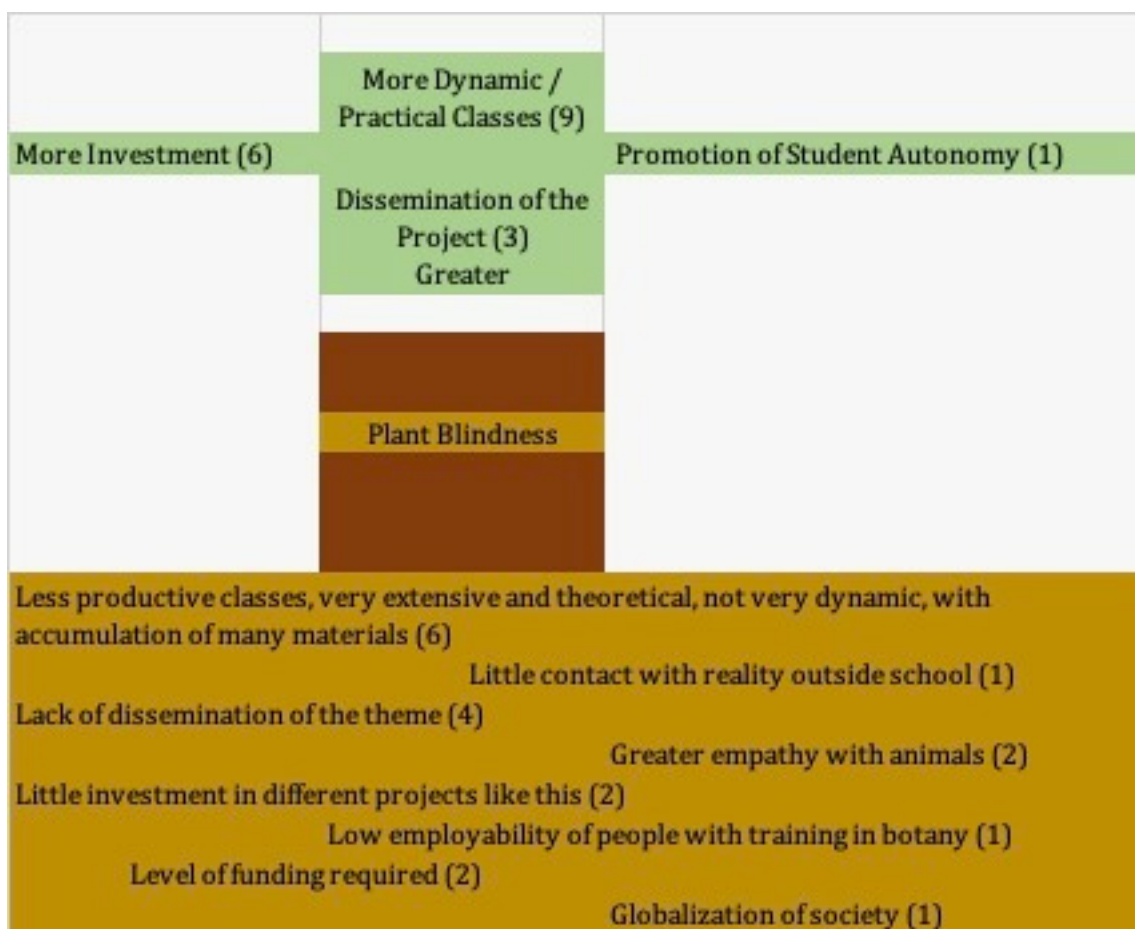 More Dynamic /
Practical Classes (9)
More Investment (6)
Promotion of Student Autonomy (1)
Dissemination of the
Project (3)
Greater
Plant Blindness
Less productive classes, very extensive and theoretical, not very dynamic, with
accumulation of many materials (6)
Little contact with reality outside school (1)
Lack of dissemination of the theme (4)
Greater empathy with animals (2)
Little investment in different projects like this (2)
Low employability of people with training in botany (1)
Level of funding required (2)
Globalization of society (1)